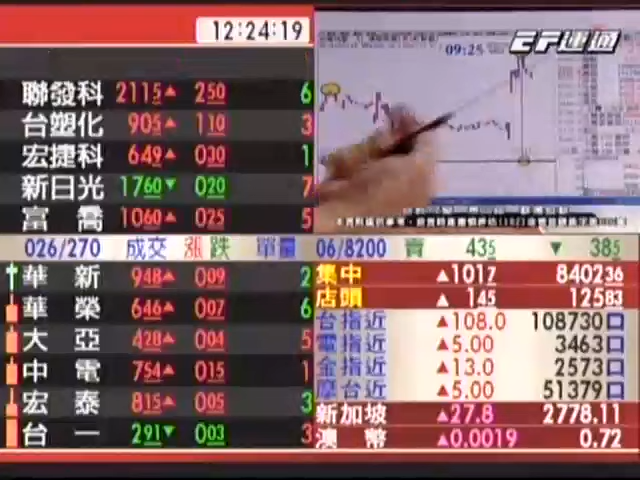 12:24:19
聯發科 2115▲ 250 6
台塑化 905▲ 110 3
宏捷科 649▲ 030 1
新日光 1760▼ 020 7
富喬 1060▲ 025 5
09:25
EF運通
026/270 成交 漲跌 單量
06/8200 賣 435 ▼ 385
華新 948▲ 009 2
華榮 646▲ 007 6
大亞 428▲ 004 5
中電 754▲ 015 1
宏泰 815▲ 005 3
台一 291▼ 003 3
集中 ▲1017 840236
店頭 ▲ 145 12583
台指近 ▲108.0 108730口
電指近 ▲5.00 3463口
金指近 ▲13.0 2573口
摩台近 ▲5.00 51379口
新加坡 ▲27.8 2778.11
澳幣 ▲0.0019 0.72